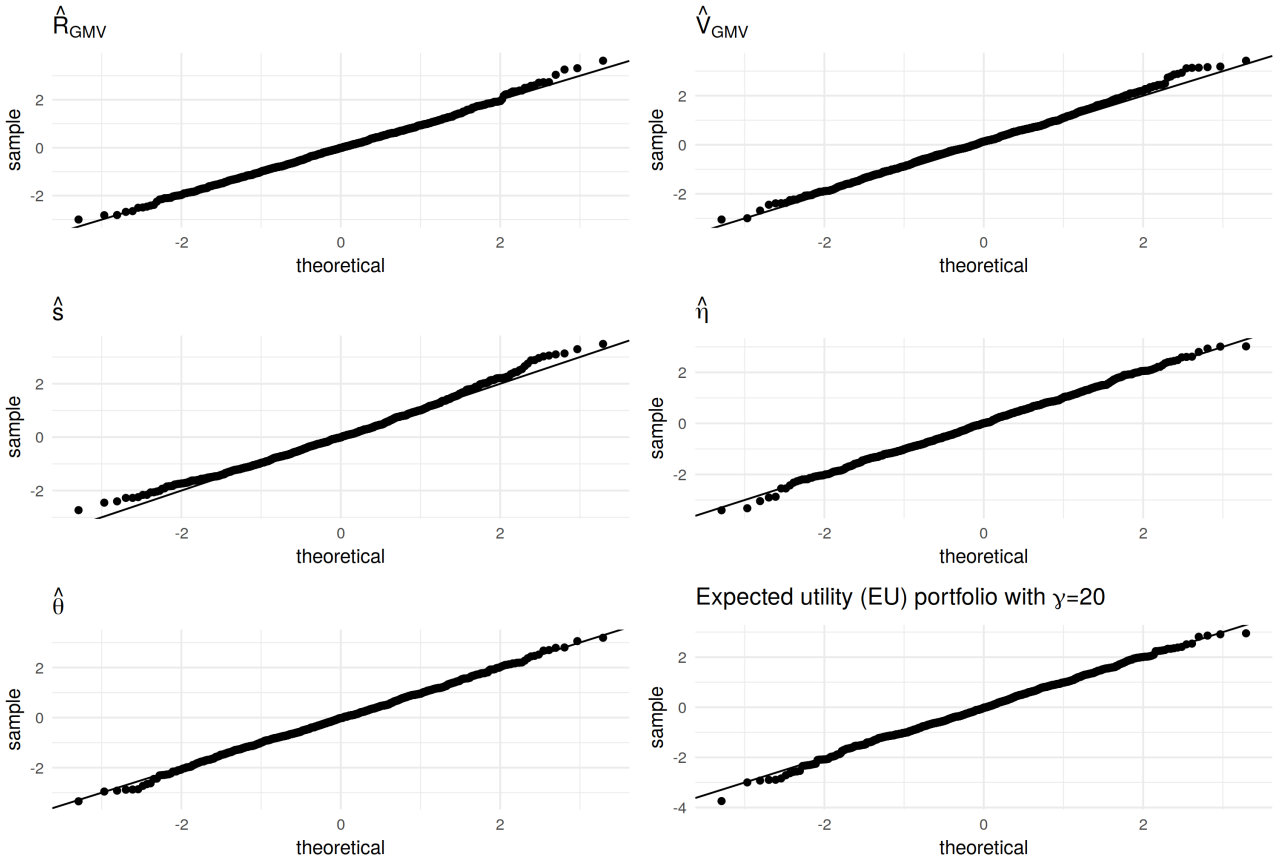 R̂GMV
2
0
-2
sample
-2 0 2
theoretical
V̂GMV
2
0
-2
sample
-2 0 2
theoretical
ŝ
2
0
-2
sample
-2 0 2
theoretical
η̂
2
0
-2
sample
-2 0 2
theoretical
θ̂
2
0
-2
sample
-2 0 2
theoretical
Expected utility (EU) portfolio with γ=20
2
0
-2
-4
sample
-2 0 2
theoretical